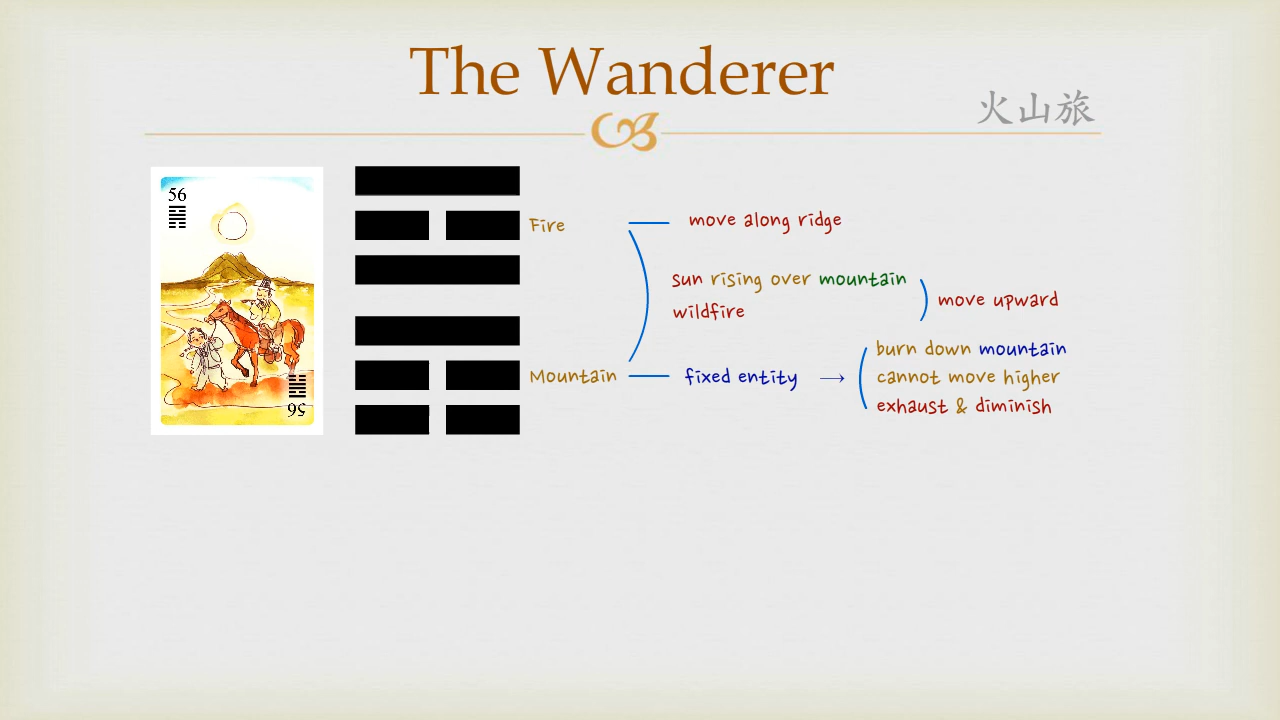 The Wanderer
火山旅
56
Fire
move along ridge
sun rising over mountain
wildfire
move upward
Mountain
fixed entity →
burn down mountain
cannot move higher
exhaust & diminish
56